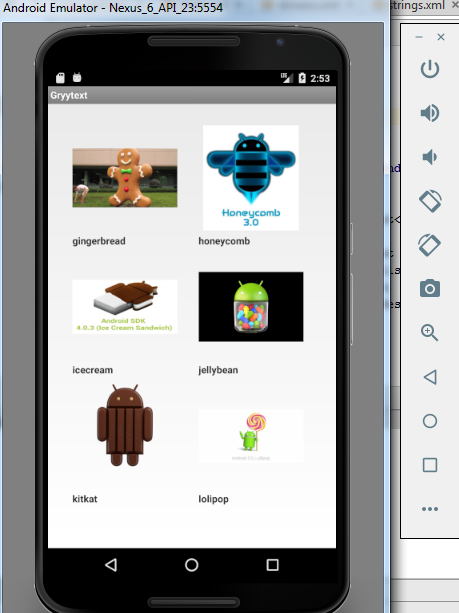 Android Emulator - Nexus_6_API_23:5554
strings.xml
2:53
Gryytext
Honeycomb
3.0
gingerbread
honeycomb
Android SDK
4.0.3 (Ice Cream Sandwich)
icecream
jellybean
kitkat
lolipop